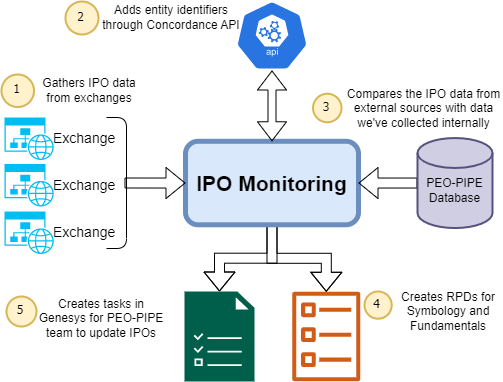 2
Adds entity identifiers
through Concordance API
api
1
Gathers IPO data
from exchanges
3
Compares the IPO data from
external sources with data
we've collected internally
Exchange
Exchange
Exchange
IPO Monitoring
PEO-PIPE
Database
5
Creates tasks in
Genesys for PEO-PIPE
team to update IPOs
4
Creates RPDs for
Symbology and
Fundamentals